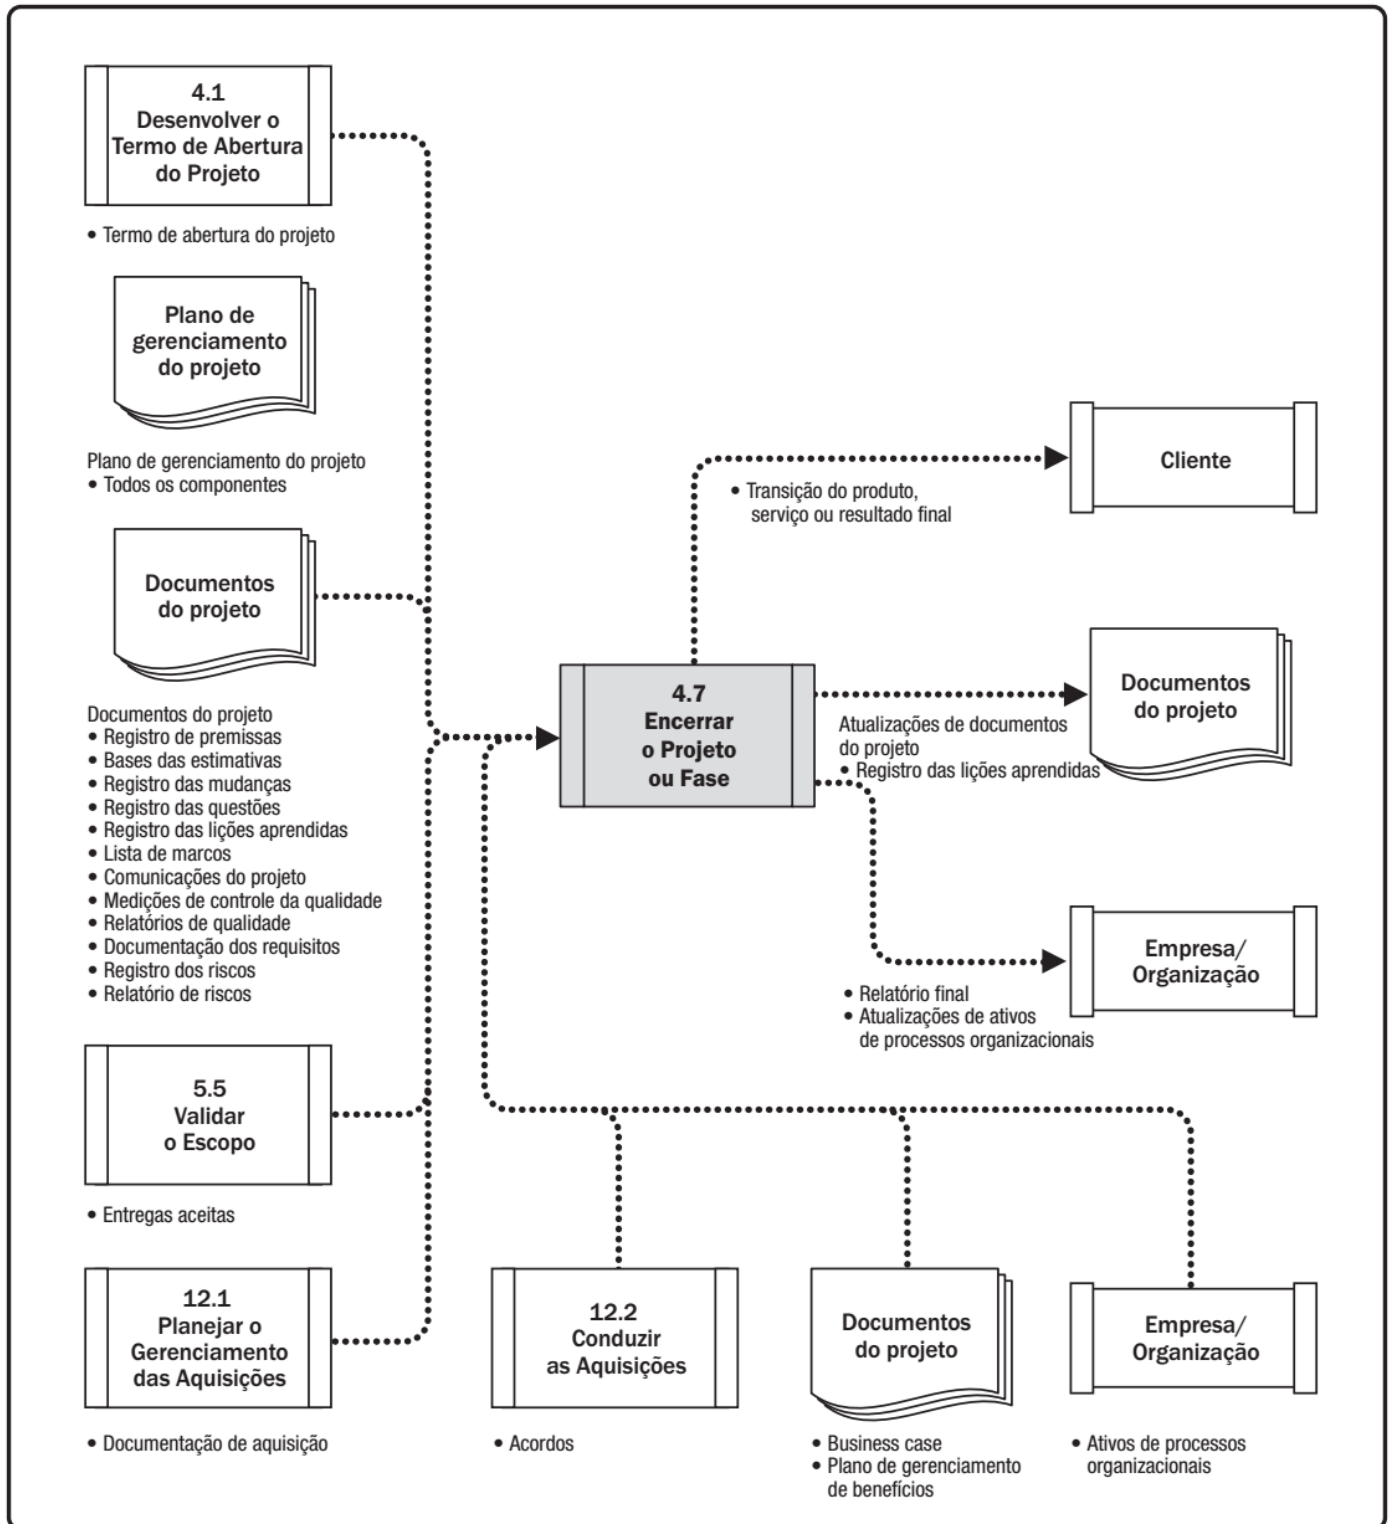 4.1
Desenvolver o
Termo de Abertura
do Projeto
• Termo de abertura do projeto
Plano de
gerenciamento
do projeto
Plano de gerenciamento do projeto
• Todos os componentes
Documentos
do projeto
Documentos do projeto
• Registro de premissas
• Bases das estimativas
• Registro das mudanças
• Registro das questões
• Registro das lições aprendidas
• Lista de marcos
• Comunicações do projeto
• Medições de controle da qualidade
• Relatórios de qualidade
• Documentação dos requisitos
• Registro dos riscos
• Relatório de riscos
5.5
Validar
o Escopo
• Entregas aceitas
12.1
Planejar o
Gerenciamento
das Aquisições
• Documentação de aquisição
4.7
Encerrar
o Projeto
ou Fase
Cliente
• Transição do produto,
serviço ou resultado final
Documentos
do projeto
Atualizações de documentos
do projeto
• Registro das lições aprendidas
Empresa/
Organização
• Relatório final
• Atualizações de ativos
de processos organizacionais
12.2
Conduzir
as Aquisições
• Acordos
Documentos
do projeto
• Business case
• Plano de gerenciamento
de benefícios
Empresa/
Organização
• Ativos de processos
organizacionais